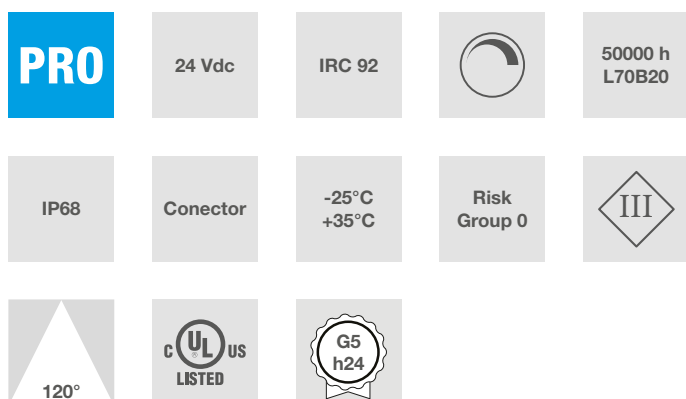 PRO
24 Vdc
IRC 92
50000 h
L70B20
IP68
Conector
-25°C
+35°C
Risk
Group 0
III
120°
C UL ® US
LISTED
G5
h24